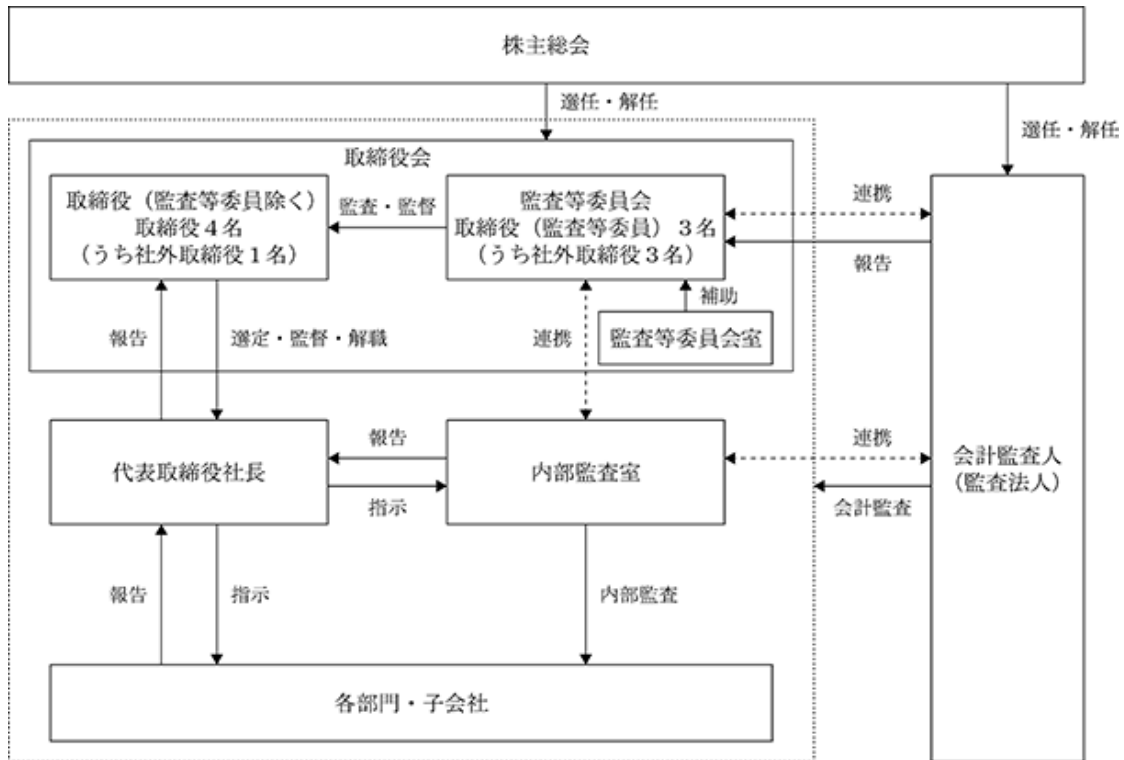 株主総会
選任・解任
選任・解任
取締役会
取締役（監査等委員除く）
取締役４名
（うち社外取締役１名）
監査・監督
監査等委員会
取締役（監査等委員）３名
（うち社外取締役３名）
連携
報告
補助
監査等委員会室
報告
選定・監督・解職
連携
代表取締役社長
報告
指示
内部監査室
連携
会計監査
会計監査人
（監査法人）
報告
指示
内部監査
各部門・子会社